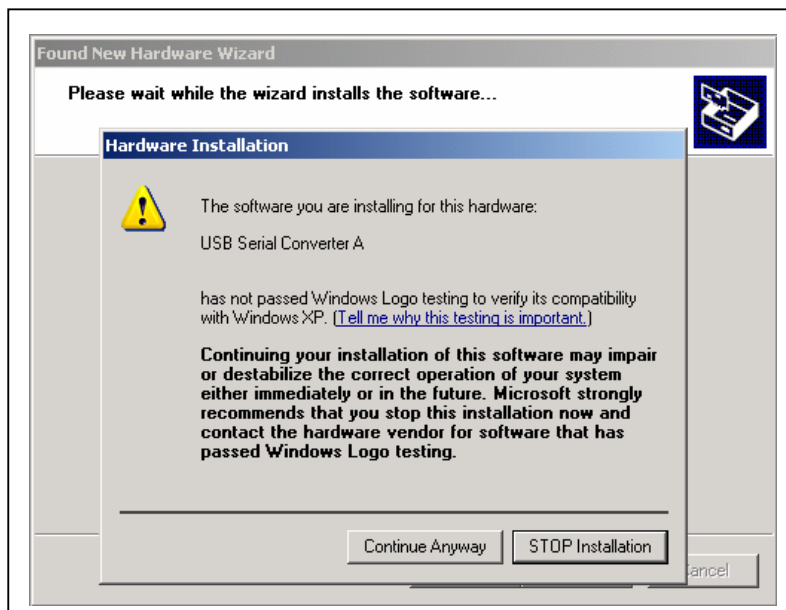 Found New Hardware Wizard
Please wait while the wizard installs the software...
Hardware Installation
The software you are installing for this hardware:
USB Serial Converter A
has not passed Windows Logo testing to verify its compatibility
with Windows XP. (Tell me why this testing is important.)
Continuing your installation of this software may impair
or destabilize the correct operation of your system
either immediately or in the future. Microsoft strongly
recommends that you stop this installation now and
contact the hardware vendor for software that has
passed Windows Logo testing.
Continue Anyway
STOP Installation
Cancel